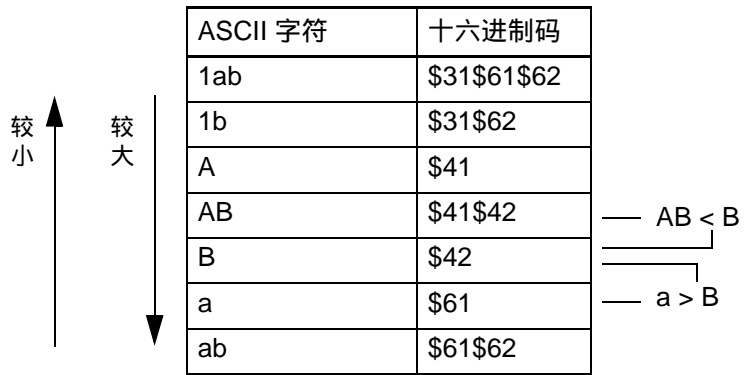 ASCII 字符 十六进制码
1ab $31$61$62
1b $31$62
A $41
AB $41$42
B $42
a $61
ab $61$62
较
小
较
大
AB < B
a > B